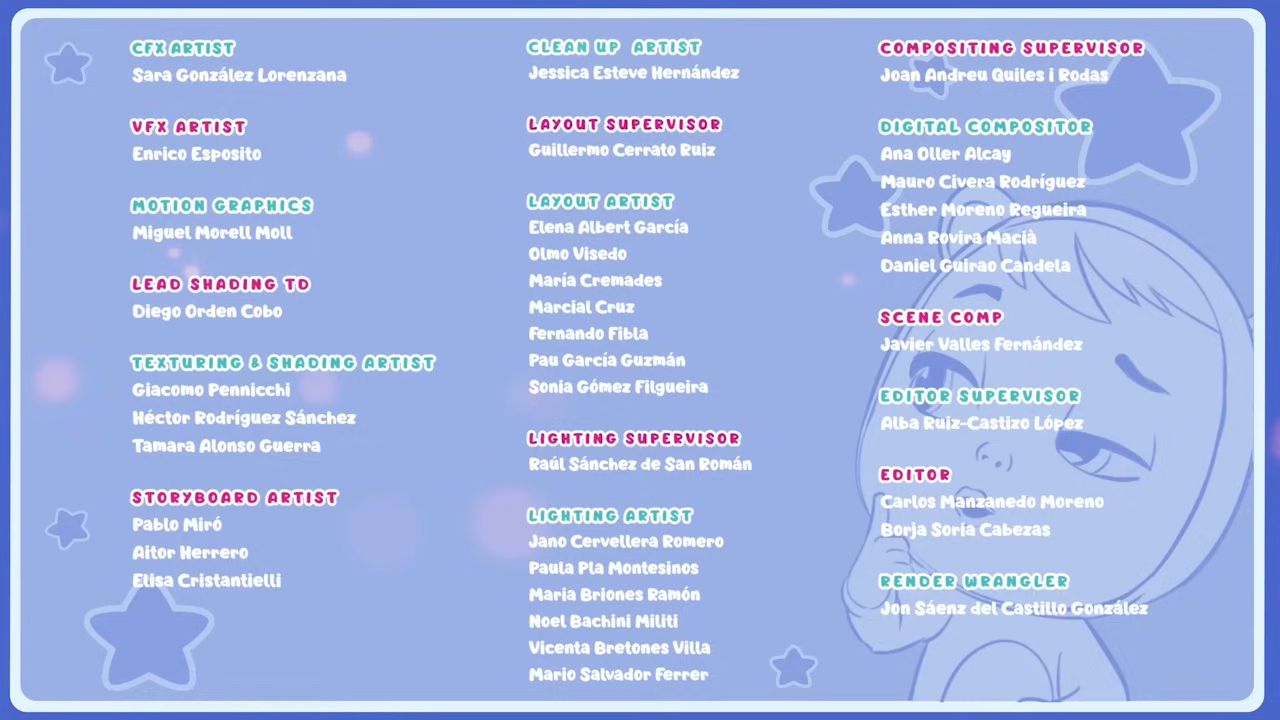 CFX ARTIST
Sara González Lorenzana
VFX ARTIST
Enrico Esposito
MOTION GRAPHICS
Miguel Morell Moll
LEAD SHADING TD
Diego Orden Cobo
TEXTURING & SHADING ARTIST
Giacomo Pennicchi
Héctor Rodríguez Sánchez
Tamara Alonso Guerra
STORYBOARD ARTIST
Pablo Miró
Aitor Herrero
Elisa Cristantielli
CLEAN UP ARTIST
Jessica Esteve Hernández
LAYOUT SUPERVISOR
Guillermo Cerrato Ruiz
LAYOUT ARTIST
Elena Albert García
Olmo Visedo
María Cremades
Marcial Cruz
Fernando Fibla
Pau García Guzmán
Sonia Gómez Filgueira
LIGHTING SUPERVISOR
Raúl Sánchez de San Román
LIGHTING ARTIST
Jano Cervellera Romero
Paula Pla Montesinos
Maria Briones Ramón
Noel Bachini Militi
Vicenta Bretones Villa
Mario Salvador Ferrer
COMPOSITING SUPERVISOR
Joan Andreu Quiles i Rodas
DIGITAL COMPOSITOR
Ana Oller Alcay
Mauro Civera Rodríguez
Esther Moreno Regueira
Anna Rovira Macià
Daniel Guirao Candela
SCENE COMP
Javier Valles Fernández
EDITOR SUPERVISOR
Alba Ruiz-Castizo López
EDITOR
Carlos Manzanedo Moreno
Borja Soria Cabezas
RENDER WRANGLER
Jon Sáenz del Castillo González